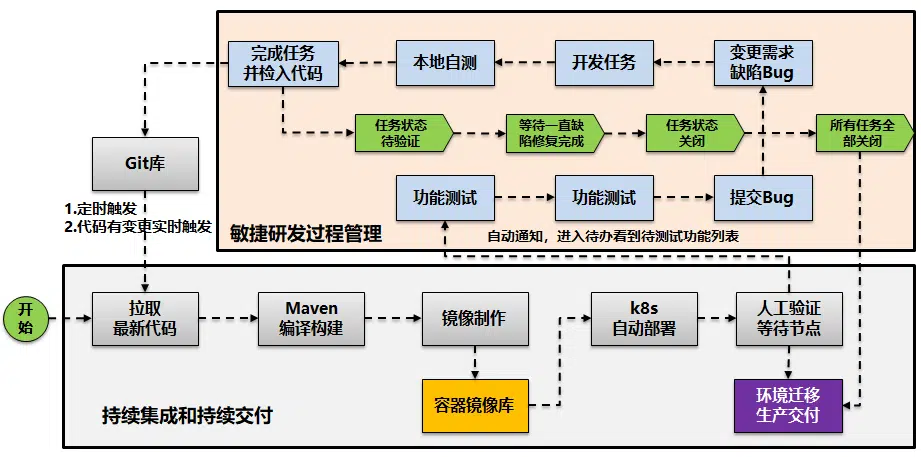 完成任务
并检入代码
本地自测
开发任务
变更需求
缺陷Bug
任务状态
待验证
等待一直缺
陷修复完成
任务状态
关闭
所有任务全
部关闭
Git库
1.定时触发
2.代码有变更实时触发
功能测试
功能测试
提交Bug
敏捷研发过程管理
自动通知，进入待办看到待测试功能列表
开
始
拉取
最新代码
Maven
编译构建
镜像制作
k8s
自动部署
人工验证
等待节点
容器镜像库
环境迁移
生产交付
持续集成和持续交付